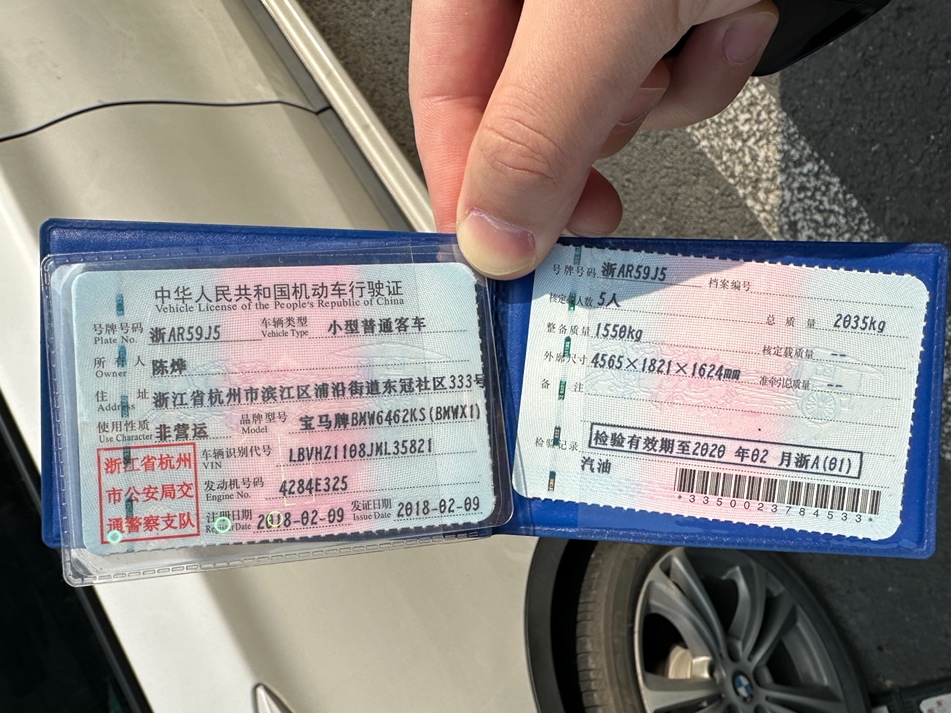 中华人民共和国机动车行驶证
Vehicle License of the People's Republic of China
号牌号码 浙AR59J5 车辆类型 小型普通客车
Plate No. Vehicle Type
所有人 陈烨
Owner
住址 浙江省杭州市滨江区浦沿街道东冠社区333号
Address
使用性质 非营运 品牌型号 宝马牌BMW6462KS(BMWX1)
Use Character Model
浙江省杭州
市公安局交
通警察支队
车辆识别代号 LBVHZ1108JML35821
VIN
发动机号码 4284E325
Engine No.
注册日期 2018-02-09 发证日期 2018-02-09
Register Date Issue Date
号牌号码 浙AR59J5 档案编号
核定载人数 5人 总质量 2035kg
整备质量 1550kg 核定载质量 --
外廓尺寸 4565×1821×1624mm 准牵引总质量 --
备注
检验记录 检验有效期至2020年02月浙A(01)
汽油
*3350023784533*